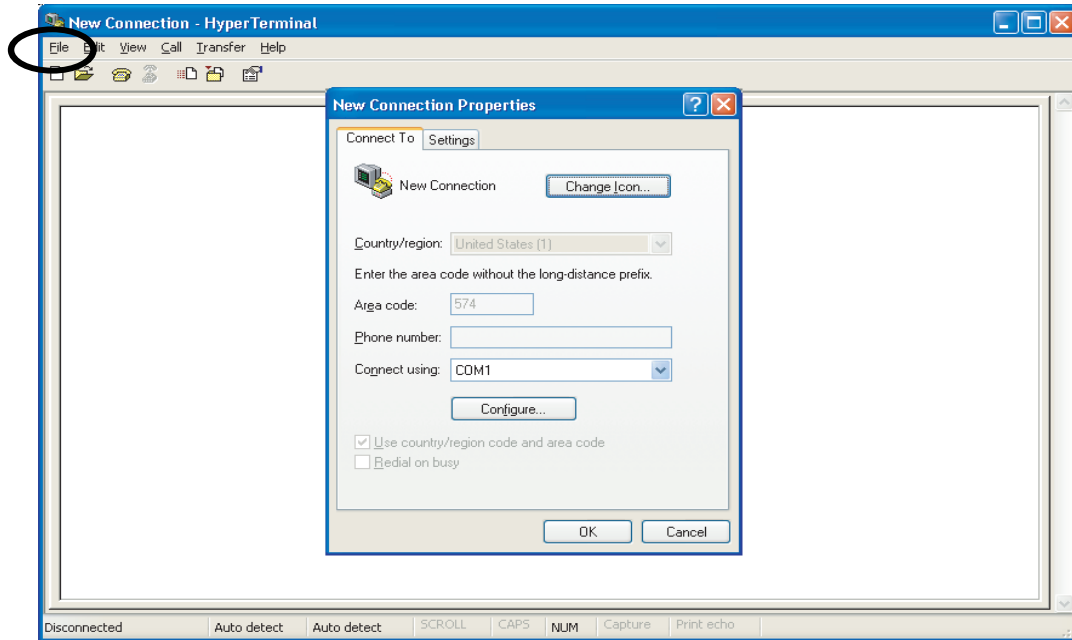 New Connection - HyperTerminal
File Edit View Call Transfer Help
New Connection Properties
Connect To Settings
New Connection Change Icon...
Country/region: United States (1)
Enter the area code without the long-distance prefix.
Area code: 574
Phone number:
Connect using: COM1
Configure...
Use country/region code and area code
Redial on busy
OK Cancel
Disconnected Auto detect Auto detect SCROLL CAPS NUM Capture Print echo